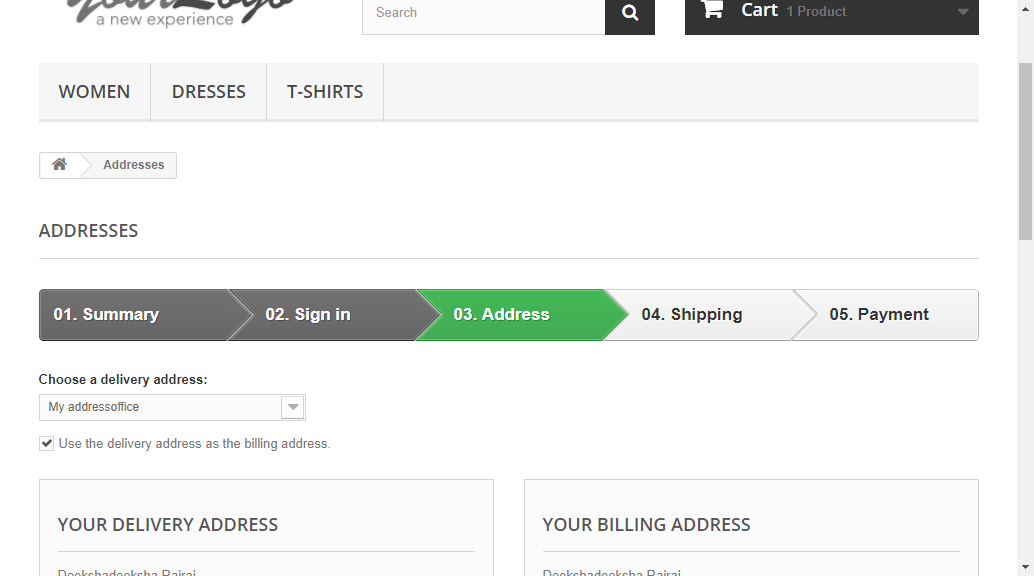 yourLogo
a new experience
Search
Cart 1 Product
WOMEN DRESSES T-SHIRTS
Addresses
ADDRESSES
01. Summary 02. Sign in 03. Address 04. Shipping 05. Payment
Choose a delivery address:
My addressoffice
Use the delivery address as the billing address.
YOUR DELIVERY ADDRESS YOUR BILLING ADDRESS
Deekshadeeksha Rajraj Deekshadeeksha Rajraj